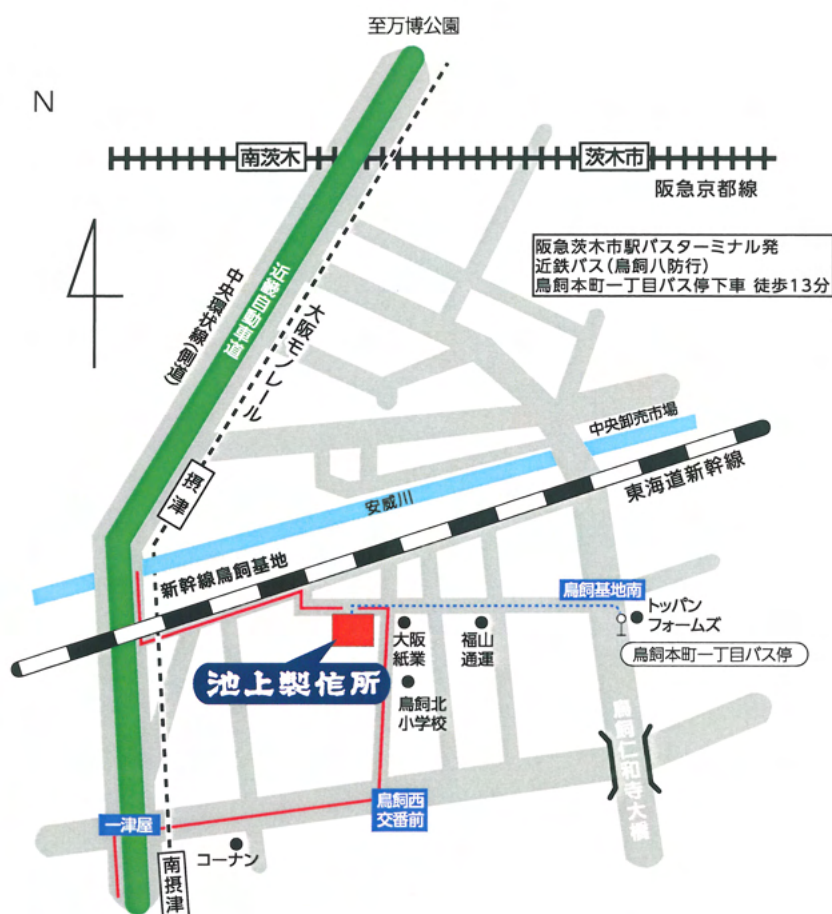 至万博公園
N
南茨木
茨木市
阪急京都線
阪急茨木市駅バスターミナル発
近鉄バス(鳥飼八防行)
鳥飼本町一丁目バス停下車 徒歩13分
近畿自動車道
中央環状線(側道)
大阪モノレール
中央卸売市場
摂津
安威川
東海道新幹線
新幹線鳥飼基地
鳥飼基地南
トッパン
フォームズ
大阪
紙業
福山
通運
鳥飼本町一丁目バス停
池上製作所
鳥飼北
小学校
鳥飼仁和寺大橋
鳥飼西
交番前
一津屋
コーナン
南摂津